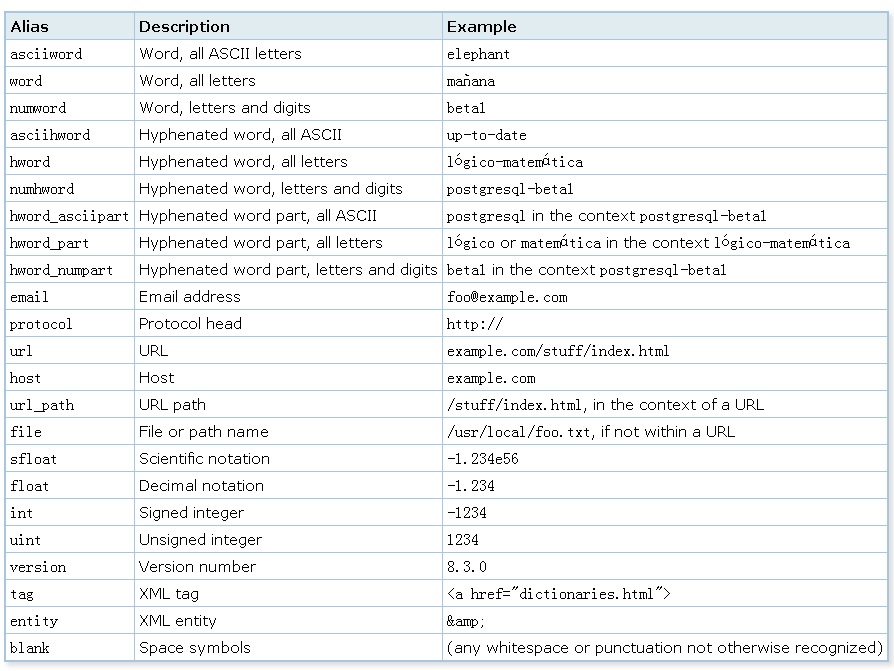 Alias Description Example
asciiword Word, all ASCII letters elephant
word Word, all letters mañana
numword Word, letters and digits beta1
asciihword Hyphenated word, all ASCII up-to-date
hword Hyphenated word, all letters lógico-matemática
numhword Hyphenated word, letters and digits postgresql-beta1
hword_asciipart Hyphenated word part, all ASCII postgresql in the context postgresql-beta1
hword_part Hyphenated word part, all letters lógico or matemática in the context lógico-matemática
hword_numpart Hyphenated word part, letters and digits beta1 in the context postgresql-beta1
email Email address foo@example.com
protocol Protocol head http://
url URL example.com/stuff/index.html
host Host example.com
url_path URL path /stuff/index.html, in the context of a URL
file File or path name /usr/local/foo.txt, if not within a URL
sfloat Scientific notation -1.234e56
float Decimal notation -1.234
int Signed integer -1234
uint Unsigned integer 1234
version Version number 8.3.0
tag XML tag <a href="dictionaries.html">
entity XML entity &amp;
blank Space symbols (any whitespace or punctuation not otherwise recognized)